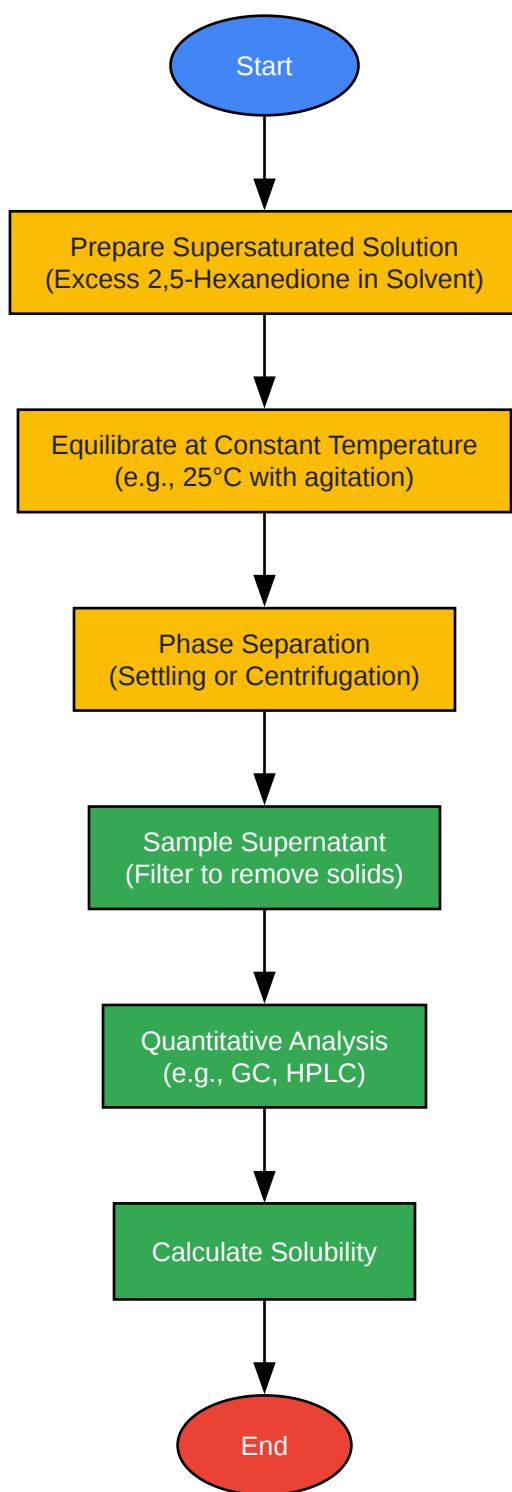 Start
Prepare Supersaturated Solution
(Excess 2,5-Hexanedione in Solvent)
Equilibrate at Constant Temperature
(e.g., 25°C with agitation)
Phase Separation
(Settling or Centrifugation)
Sample Supernatant
(Filter to remove solids)
Quantitative Analysis
(e.g., GC, HPLC)
Calculate Solubility
End